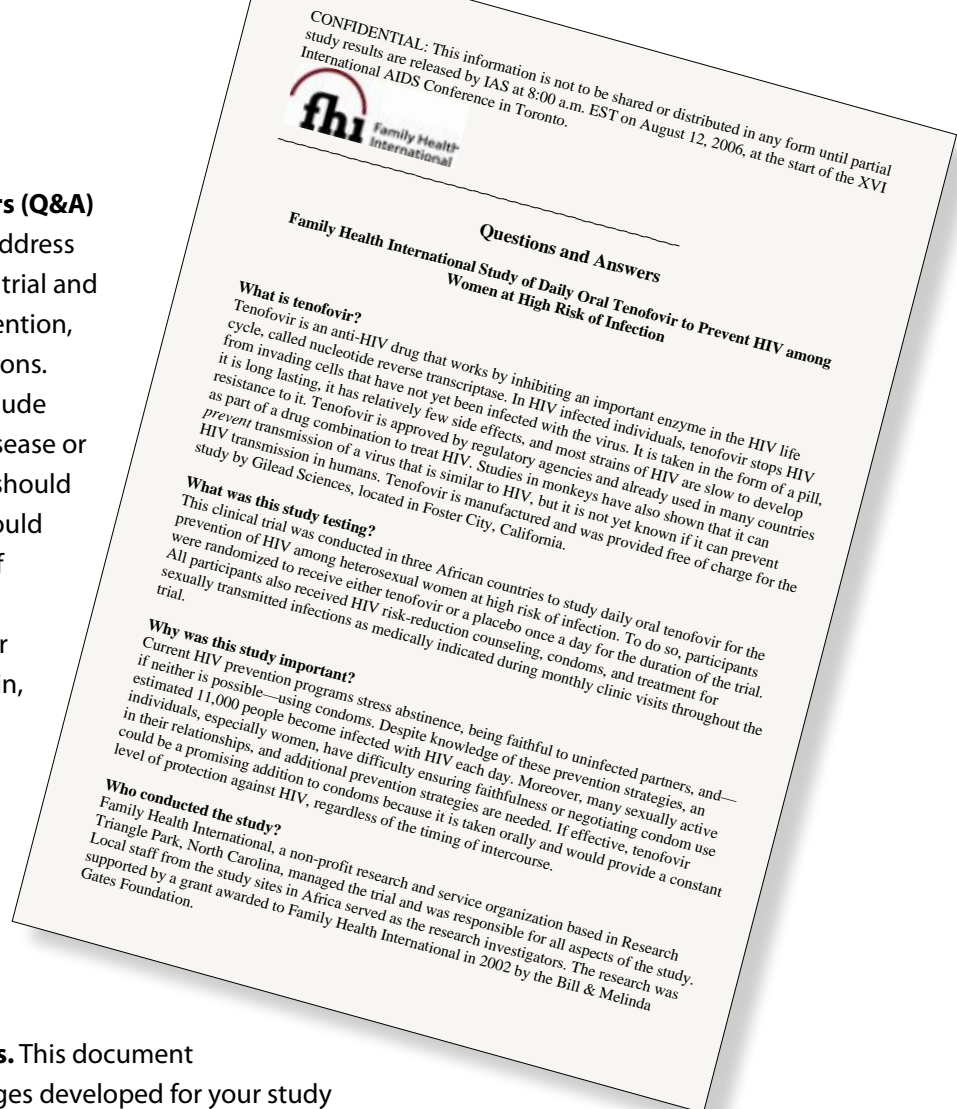 CONFIDENTIAL: This information is not to be shared or distributed in any form until partial
study results are released by IAS at 8:00 a.m. EST on August 12, 2006, at the start of the XVI
International AIDS Conference in Toronto.
fhi
Family Health
International
Questions and Answers
Family Health International Study of Daily Oral Tenofovir to Prevent HIV among
Women at High Risk of Infection
What is tenofovir?
Tenofovir is an anti-HIV drug that works by inhibiting an important enzyme in the HIV life
cycle, called nucleotide reverse transcriptase. In HIV infected individuals, tenofovir stops HIV
from invading cells that have not yet been infected with the virus. It is taken in the form of a pill,
it is long lasting, it has relatively few side effects, and most strains of HIV are slow to develop
resistance to it. Tenofovir is approved by regulatory agencies and already used in many countries
as part of a drug combination to treat HIV. Studies in monkeys have also shown that it can
prevent transmission of a virus that is similar to HIV, but it is not yet known if it can prevent
HIV transmission in humans. Tenofovir is manufactured and was provided free of charge for the
study by Gilead Sciences, located in Foster City, California.
What was this study testing?
This clinical trial was conducted in three African countries to study daily oral tenofovir for the
prevention of HIV among heterosexual women at high risk of infection. To do so, participants
were randomized to receive either tenofovir or a placebo once a day for the duration of the trial.
All participants also received HIV risk-reduction counseling, condoms, and treatment for
sexually transmitted infections as medically indicated during monthly clinic visits throughout the
trial.
Why was this study important?
Current HIV prevention programs stress abstinence, being faithful to uninfected partners, and—
if neither is possible—using condoms. Despite knowledge of these prevention strategies, an
estimated 11,000 people become infected with HIV each day. Moreover, many sexually active
individuals, especially women, have difficulty ensuring faithfulness or negotiating condom use
in their relationships, and additional prevention strategies are needed. If effective, tenofovir
could be a promising addition to condoms because it is taken orally and would provide a constant
level of protection against HIV, regardless of the timing of intercourse.
Who conducted the study?
Family Health International, a non-profit research and service organization based in Research
Triangle Park, North Carolina, managed the trial and was responsible for all aspects of the study.
Local staff from the study sites in Africa served as the research investigators. The research was
supported by a grant awarded to Family Health International in 2002 by the Bill & Melinda
Gates Foundation.
rs (Q&A)
ddress
trial and
ention,
ons.
ude
sease or
should
ould
f
r
in,
s. This document
ges developed for your study